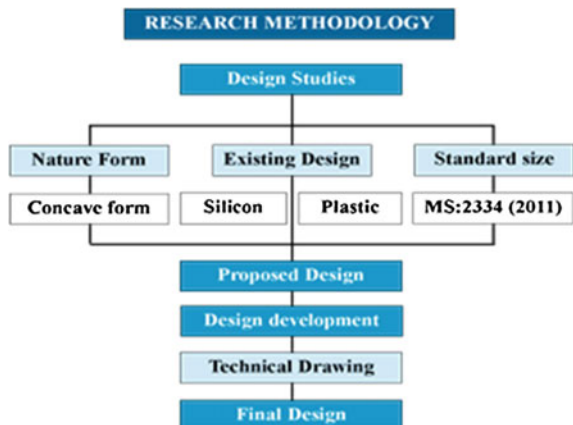 RESEARCH METHODOLOGY
Design Studies
Nature Form
Existing Design
Standard size
Concave form
Silicon
Plastic
MS:2334 (2011)
Proposed Design
Design development
Technical Drawing
Final Design